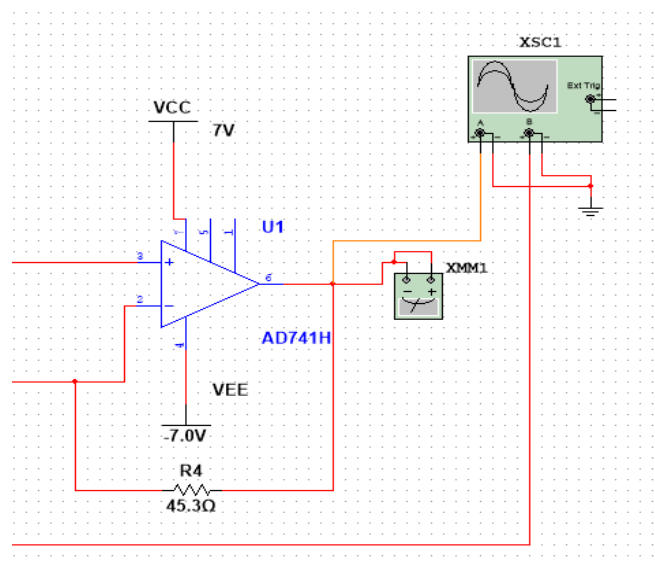 XSC1
Ext Trig
+
−
A
B
+ − + −
VCC
7V
7
5
1
U1
3
+
6
2
−
4
XMM1
− +
AD741H
VEE
-7.0V
R4
45.3Ω